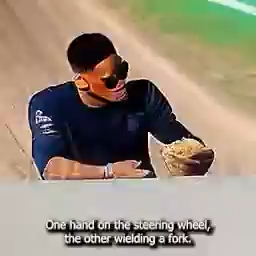 One hand on the steering wheel,
the other wielding a fork.